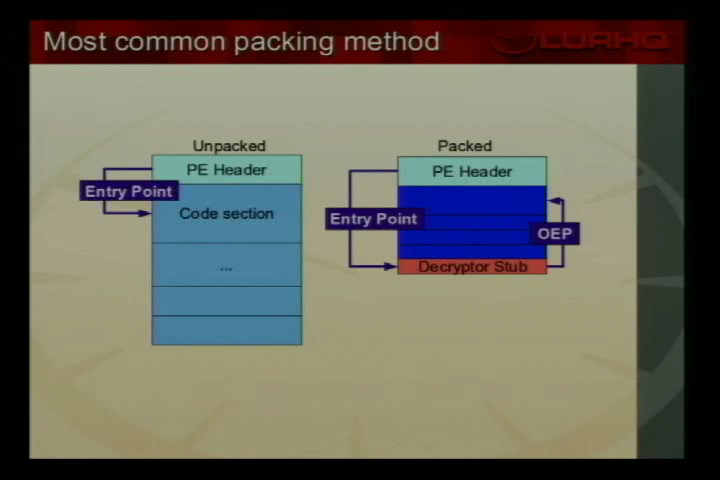 Most common packing method
LURHQ
Unpacked
PE Header
Entry Point
Code section
...
Packed
PE Header
Entry Point
OEP
Decryptor Stub